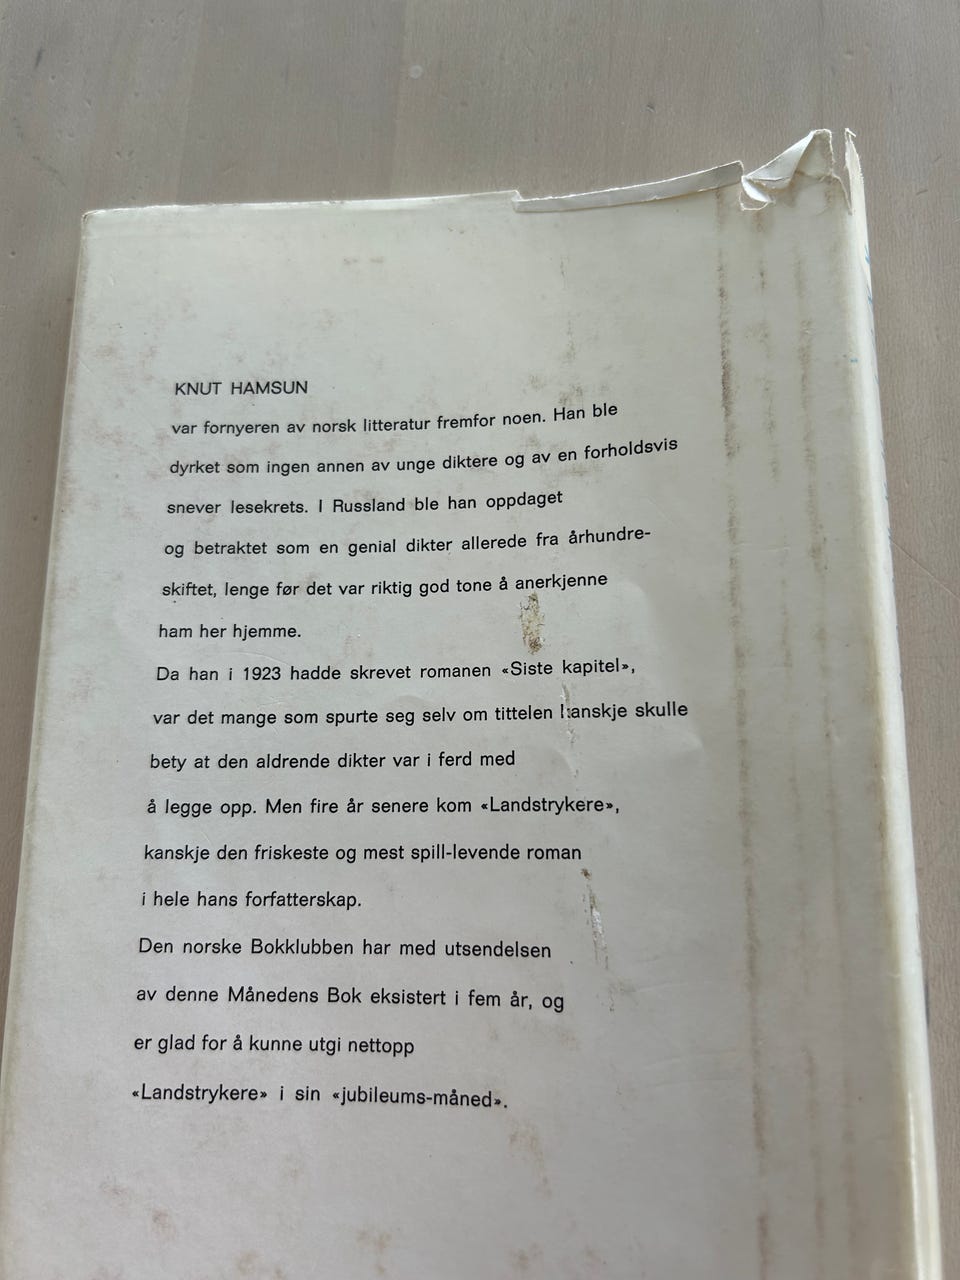 KNUT HAMSUN
var fornyeren av norsk litteratur fremfor noen. Han ble
dyrket som ingen annen av unge diktere og av en forholdsvis
snever lesekrets. I Russland ble han oppdaget
og betraktet som en genial dikter allerede fra århundre-
skiftet, lenge før det var riktig god tone å anerkjenne
ham her hjemme.
Da han i 1923 hadde skrevet romanen «Siste kapitel»,
var det mange som spurte seg selv om tittelen kanskje skulle
bety at den aldrende dikter var i ferd med
å legge opp. Men fire år senere kom «Landstrykere»,
kanskje den friskeste og mest spill-levende roman
i hele hans forfatterskap.
Den norske Bokklubben har med utsendelsen
av denne Månedens Bok eksistert i fem år, og
er glad for å kunne utgi nettopp
«Landstrykere» i sin «jubileums-måned».